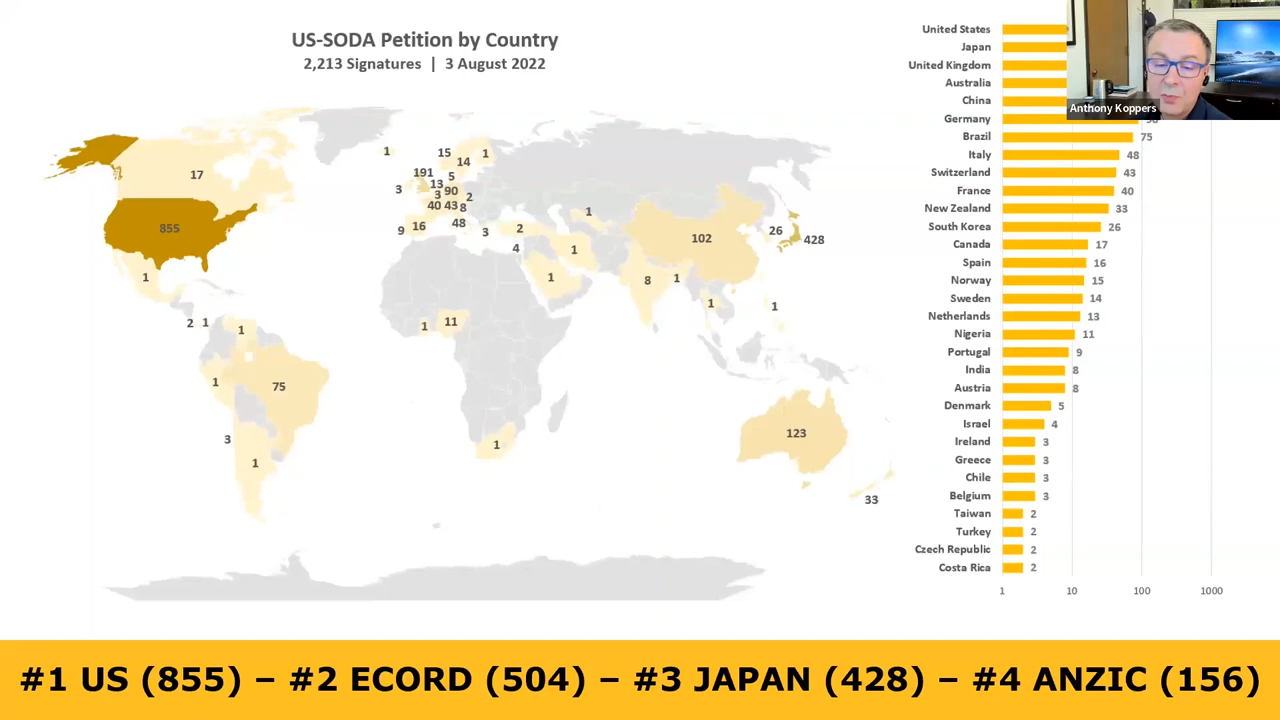 US-SODA Petition by Country
2,213 Signatures | 3 August 2022
17
855
1
2
1
1
1
75
3
1
1
3
9
191
15
14
1
13
5
3
90
2
40
43
8
48
16
3
2
4
1
1
1
11
1
1
8
1
102
1
26
428
1
123
33
United States
Japan
United Kingdom
Australia
China
Germany
Brazil 75
Italy 48
Switzerland 43
France 40
New Zealand 33
South Korea 26
Canada 17
Spain 16
Norway 15
Sweden 14
Netherlands 13
Nigeria 11
Portugal 9
India 8
Austria 8
Denmark 5
Israel 4
Ireland 3
Greece 3
Chile 3
Belgium 3
Taiwan 2
Turkey 2
Czech Republic 2
Costa Rica 2
1 10 100 1000
Anthony Koppers
#1 US (855) – #2 ECORD (504) – #3 JAPAN (428) – #4 ANZIC (156)